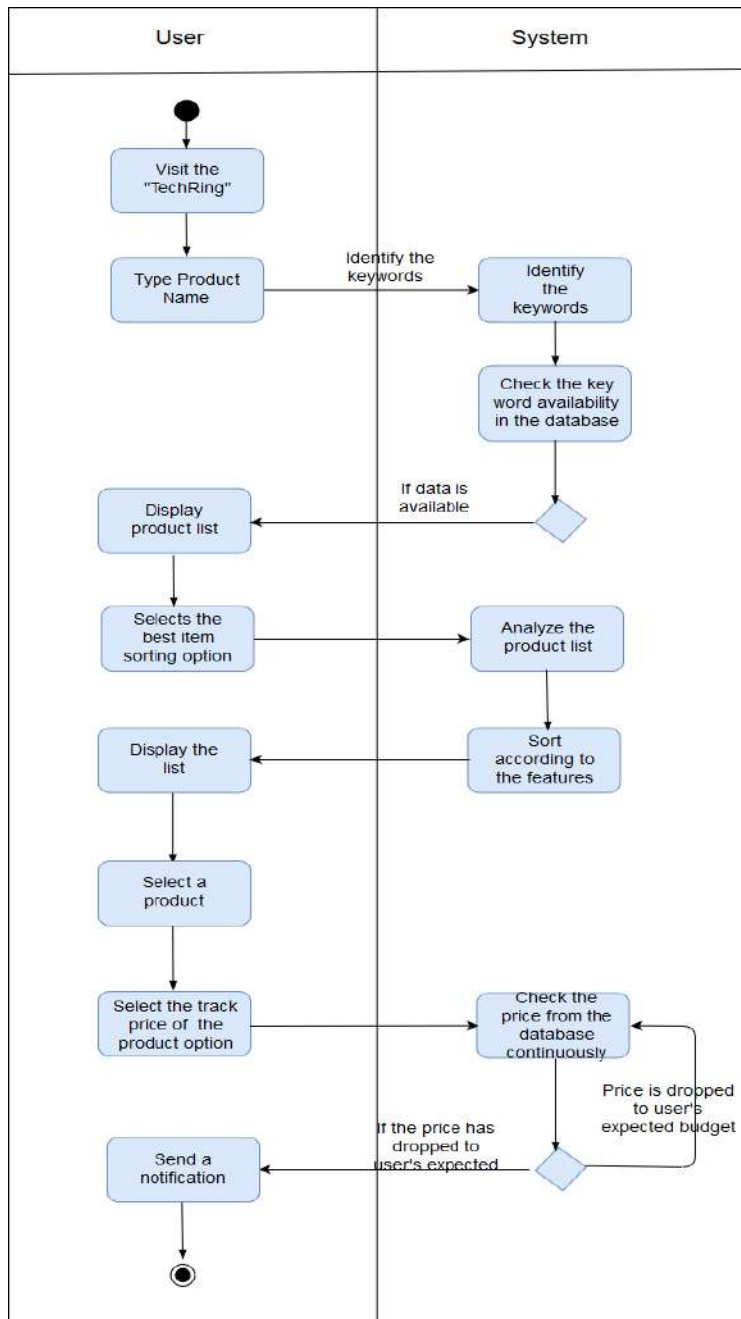 User
System
Visit the
"TechRing"
Type Product
Name
Identify the
keywords
Identify
the
keywords
Check the key
word availability
in the database
If data is
available
Display
product list
Selects the
best item
sorting option
Analyze the
product list
Sort
according to
the features
Display the
list
Select a
product
Select the track
price of the
product option
Check the
price from the
database
continuously
Price is dropped
to user's
expected budget
If the price has
dropped to
user's expected
Send a
notification